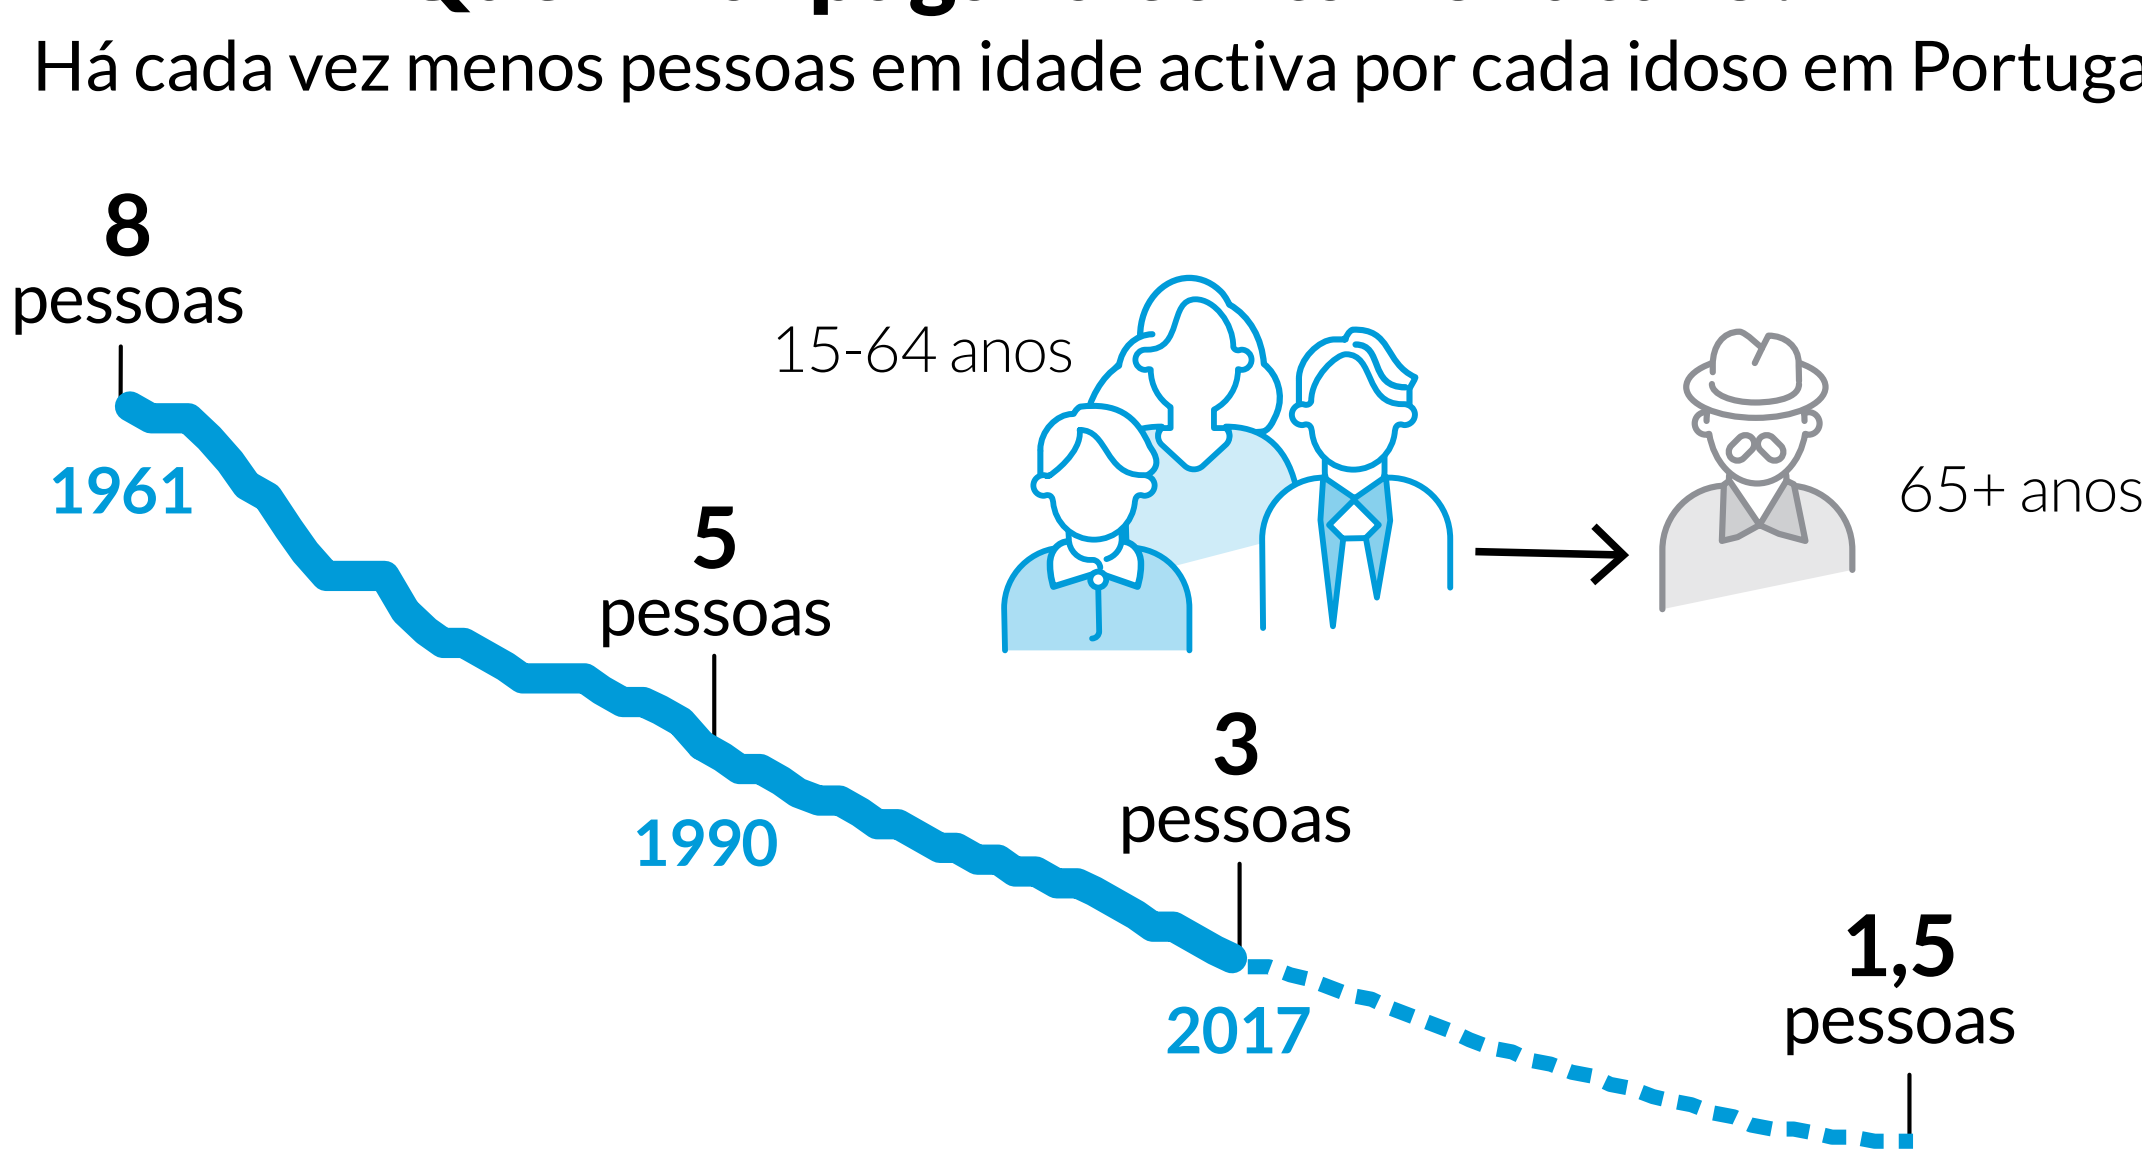 Há cada vez menos pessoas em idade activa por cada idoso em Portuga
8
pessoas
1961
15-64 anos
65+ anos
5
pessoas
1990
3
pessoas
2017
1,5
pessoas